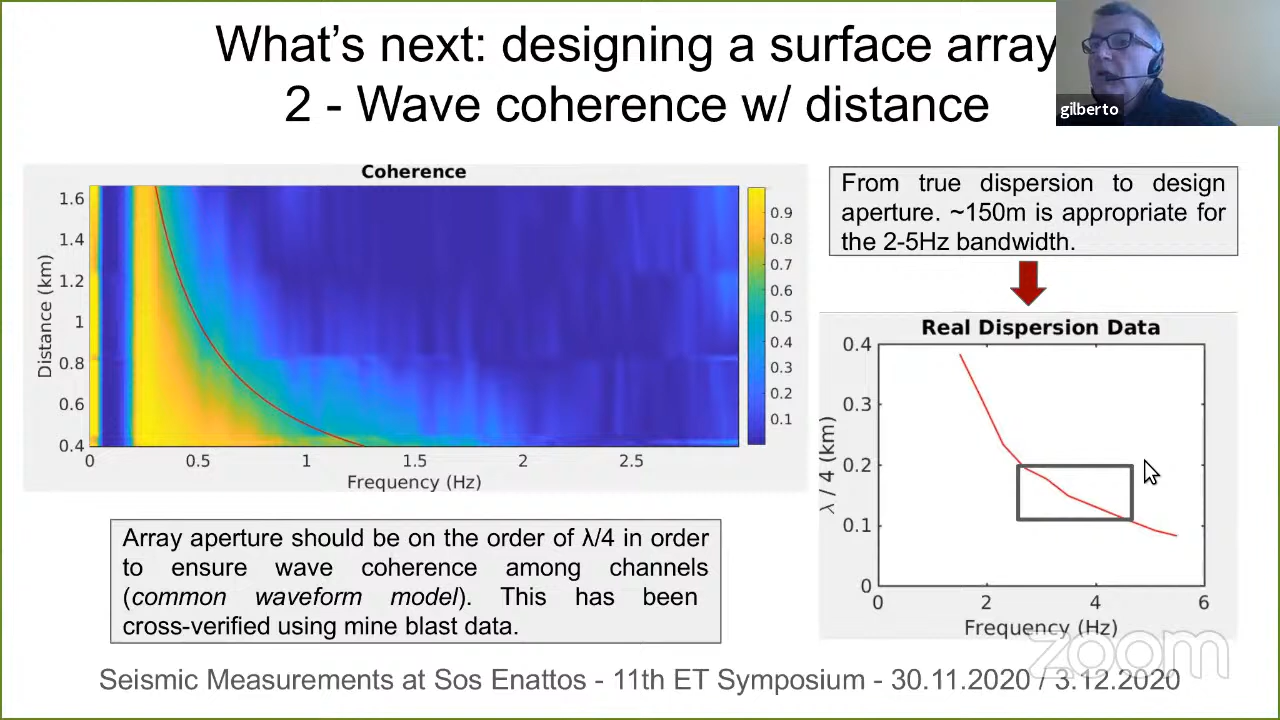 What's next: designing a surface array
2 - Wave coherence w/ distance
gilberto
Coherence
Distance (km)
1.6
1.4
1.2
1
0.8
0.6
0.4
0
0.5
1
1.5
2
2.5
Frequency (Hz)
0.9
0.8
0.7
0.6
0.5
0.4
0.3
0.2
0.1
From true dispersion to design
aperture. ~150m is appropriate for
the 2-5Hz bandwidth.
Real Dispersion Data
λ / 4 (km)
0.4
0.3
0.2
0.1
0
0
2
4
6
Frequency (Hz)
Array aperture should be on the order of λ/4 in order
to ensure wave coherence among channels
(common waveform model). This has been
cross-verified using mine blast data.
zoom
Seismic Measurements at Sos Enattos - 11th ET Symposium - 30.11.2020 / 3.12.2020